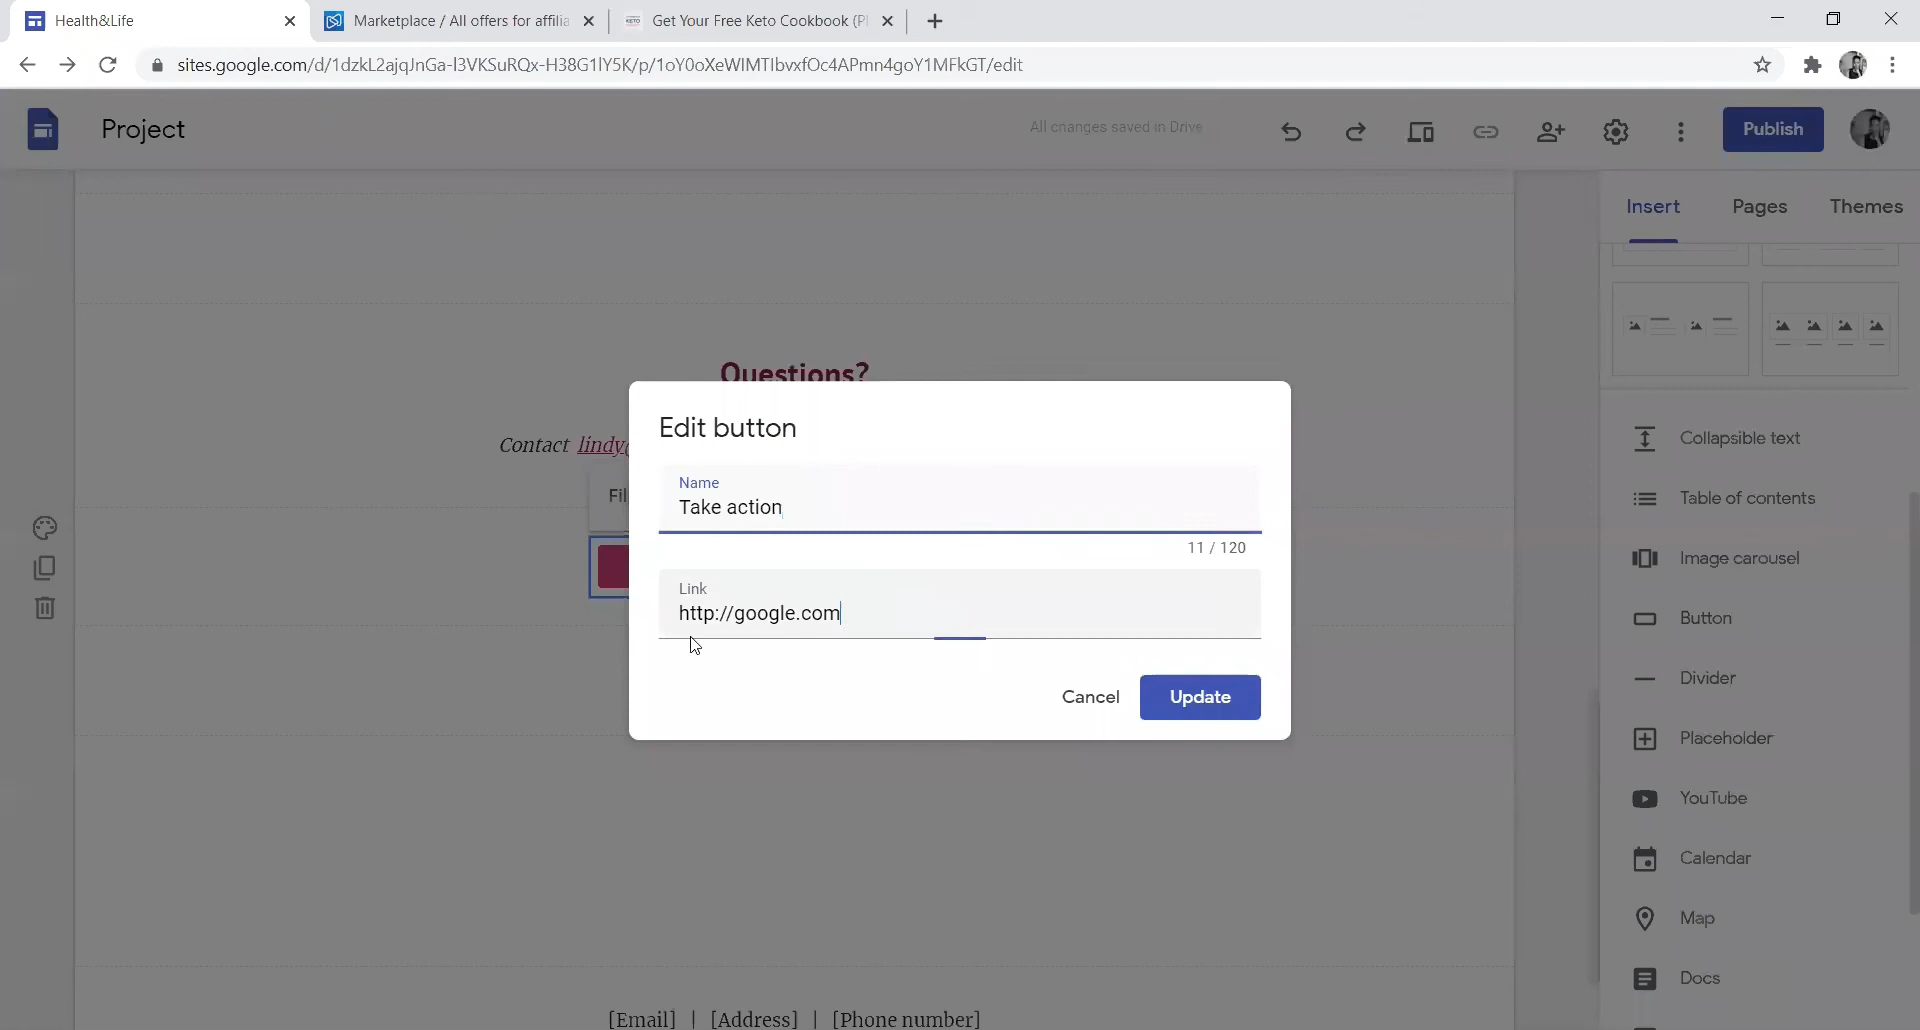 Health&Life
Marketplace / All offers for affilia
Get Your Free Keto Cookbook (P
sites.google.com/d/1dzkL2ajqJnGa-l3VKSuRQx-H38G1lY5K/p/1oY0oXeWlMTIbvxfOc4APmn4goY1MFkGT/edit
Project
All changes saved in Drive
Publish
Insert
Pages
Themes
Questions?
Edit button
Contact lindy
Name
Take action
Fil
11 / 120
Link
http://google.com
Cancel
Update
Collapsible text
Table of contents
Image carousel
Button
Divider
Placeholder
YouTube
Calendar
Map
Docs
[Email] | [Address] | [Phone number]